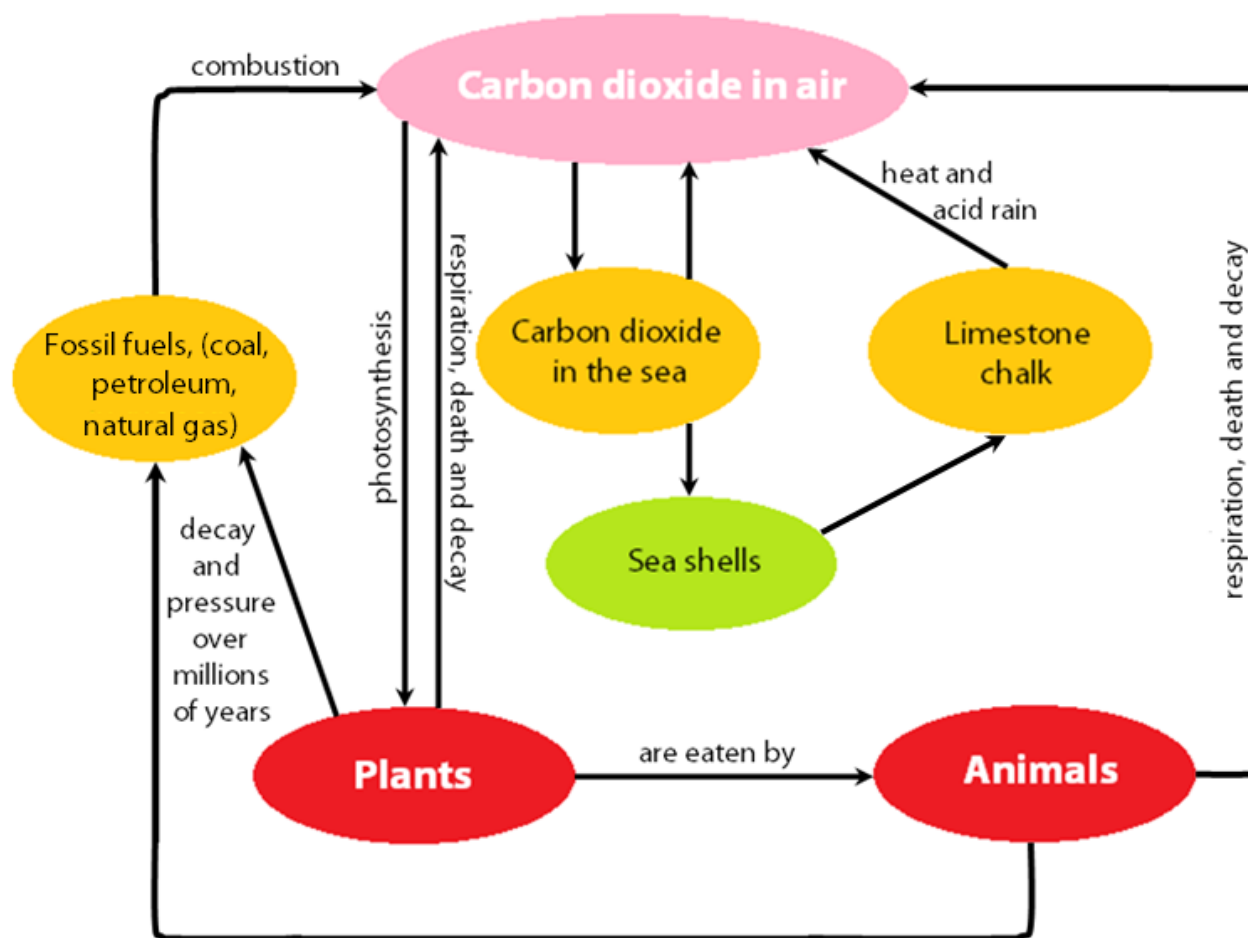 combustion
Carbon dioxide in air
heat and
acid rain
respiration, death and decay
photosynthesis
respiration, death and decay
Fossil fuels, (coal,
petroleum,
natural gas)
Carbon dioxide
in the sea
Limestone
chalk
Sea shells
decay
and
pressure
over
millions
of years
Plants
are eaten by
Animals